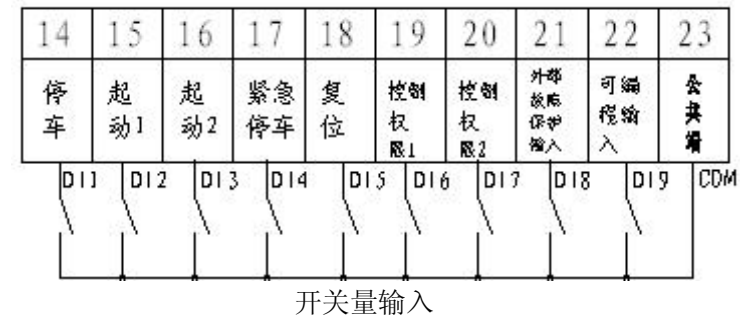 14 15 16 17 18 19 20 21 22 23
停车 起动1 起动2 紧急停车 复位 控制权限1 控制权限2 外部故障保护输入 可编程输入 公共端
DI1 DI2 DI3 DI4 DI5 DI6 DI7 DI8 DI9 COM
开关量输入